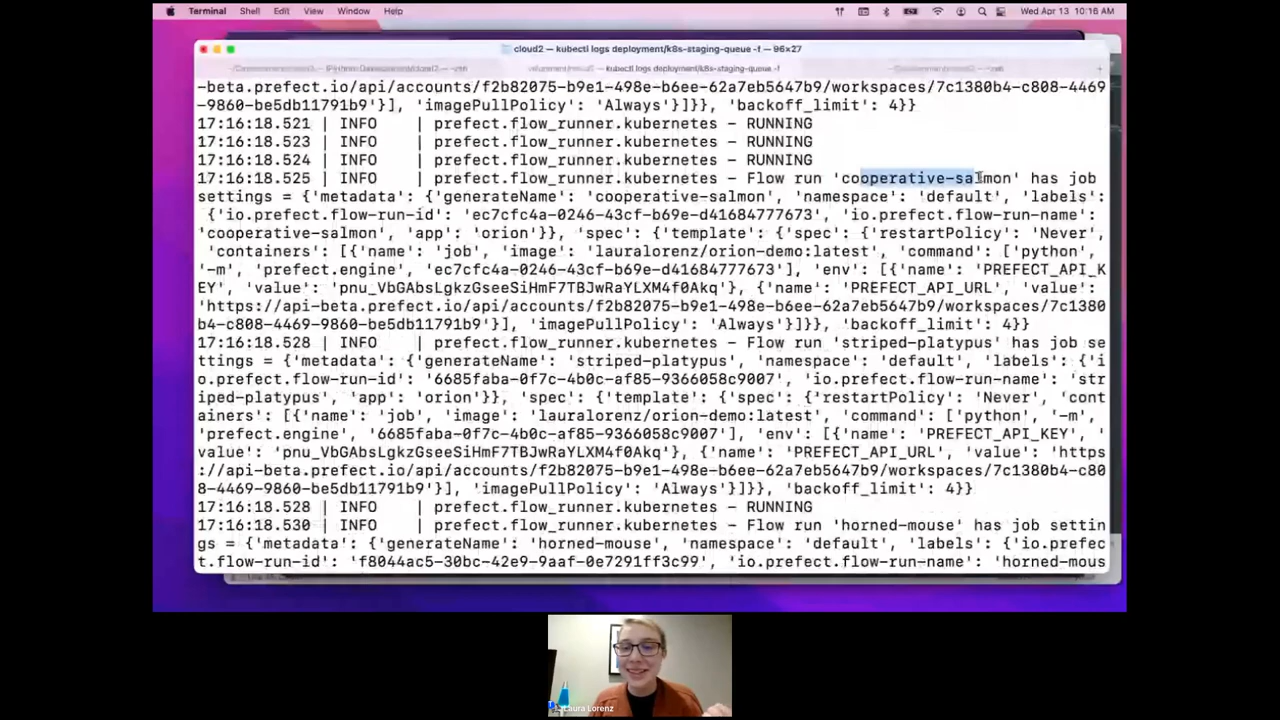 Terminal Shell Edit View Window Help
Wed Apr 13 10:16 AM
cloud2 — kubectl logs deployment/k8s-staging-queue -f — 96×27
kubectl logs deployment/k8s-staging-queue -f
-beta.prefect.io/api/accounts/f2b82075-b9e1-498e-b6ee-62a7eb5647b9/workspaces/7c1380b4-c808-4469
-9860-be5db11791b9'}], 'imagePullPolicy': 'Always'}]}}, 'backoff_limit': 4}}
17:16:18.521 | INFO    | prefect.flow_runner.kubernetes - RUNNING
17:16:18.523 | INFO    | prefect.flow_runner.kubernetes - RUNNING
17:16:18.524 | INFO    | prefect.flow_runner.kubernetes - RUNNING
17:16:18.525 | INFO    | prefect.flow_runner.kubernetes - Flow run 'cooperative-salmon' has job
settings = {'metadata': {'generateName': 'cooperative-salmon', 'namespace': 'default', 'labels':
{'io.prefect.flow-run-id': 'ec7cfc4a-0246-43cf-b69e-d41684777673', 'io.prefect.flow-run-name':
'cooperative-salmon', 'app': 'orion'}}, 'spec': {'template': {'spec': {'restartPolicy': 'Never',
'containers': [{'name': 'job', 'image': 'lauralorenz/orion-demo:latest', 'command': ['python',
'-m', 'prefect.engine', 'ec7cfc4a-0246-43cf-b69e-d41684777673'], 'env': [{'name': 'PREFECT_API_K
EY', 'value': 'pnu_VbGAbsLgkzGseeSiHmF7TBJwRaYLXM4f0Akq'}, {'name': 'PREFECT_API_URL', 'value':
'https://api-beta.prefect.io/api/accounts/f2b82075-b9e1-498e-b6ee-62a7eb5647b9/workspaces/7c1380
b4-c808-4469-9860-be5db11791b9'}], 'imagePullPolicy': 'Always'}]}}, 'backoff_limit': 4}}
17:16:18.528 | INFO    | prefect.flow_runner.kubernetes - Flow run 'striped-platypus' has job se
ttings = {'metadata': {'generateName': 'striped-platypus', 'namespace': 'default', 'labels': {'i
o.prefect.flow-run-id': '6685faba-0f7c-4b0c-af85-9366058c9007', 'io.prefect.flow-run-name': 'str
iped-platypus', 'app': 'orion'}}, 'spec': {'template': {'spec': {'restartPolicy': 'Never', 'cont
ainers': [{'name': 'job', 'image': 'lauralorenz/orion-demo:latest', 'command': ['python', '-m',
'prefect.engine', '6685faba-0f7c-4b0c-af85-9366058c9007'], 'env': [{'name': 'PREFECT_API_KEY', '
value': 'pnu_VbGAbsLgkzGseeSiHmF7TBJwRaYLXM4f0Akq'}, {'name': 'PREFECT_API_URL', 'value': 'https
://api-beta.prefect.io/api/accounts/f2b82075-b9e1-498e-b6ee-62a7eb5647b9/workspaces/7c1380b4-c80
8-4469-9860-be5db11791b9'}], 'imagePullPolicy': 'Always'}]}}, 'backoff_limit': 4}}
17:16:18.528 | INFO    | prefect.flow_runner.kubernetes - RUNNING
17:16:18.530 | INFO    | prefect.flow_runner.kubernetes - Flow run 'horned-mouse' has job settin
gs = {'metadata': {'generateName': 'horned-mouse', 'namespace': 'default', 'labels': {'io.prefec
t.flow-run-id': 'f8044ac5-30bc-42e9-9aaf-0e7291ff3c99', 'io.prefect.flow-run-name': 'horned-mous
Laura Lorenz